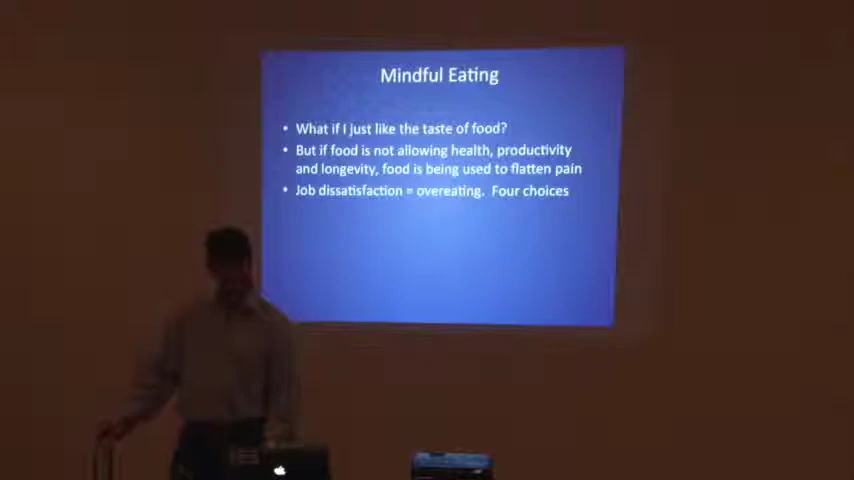 Mindful Eating
• What if I just like the taste of food?
• But if food is not allowing health, productivity
and longevity, food is being used to flatten pain
• Job dissatisfaction = overeating.  Four choices